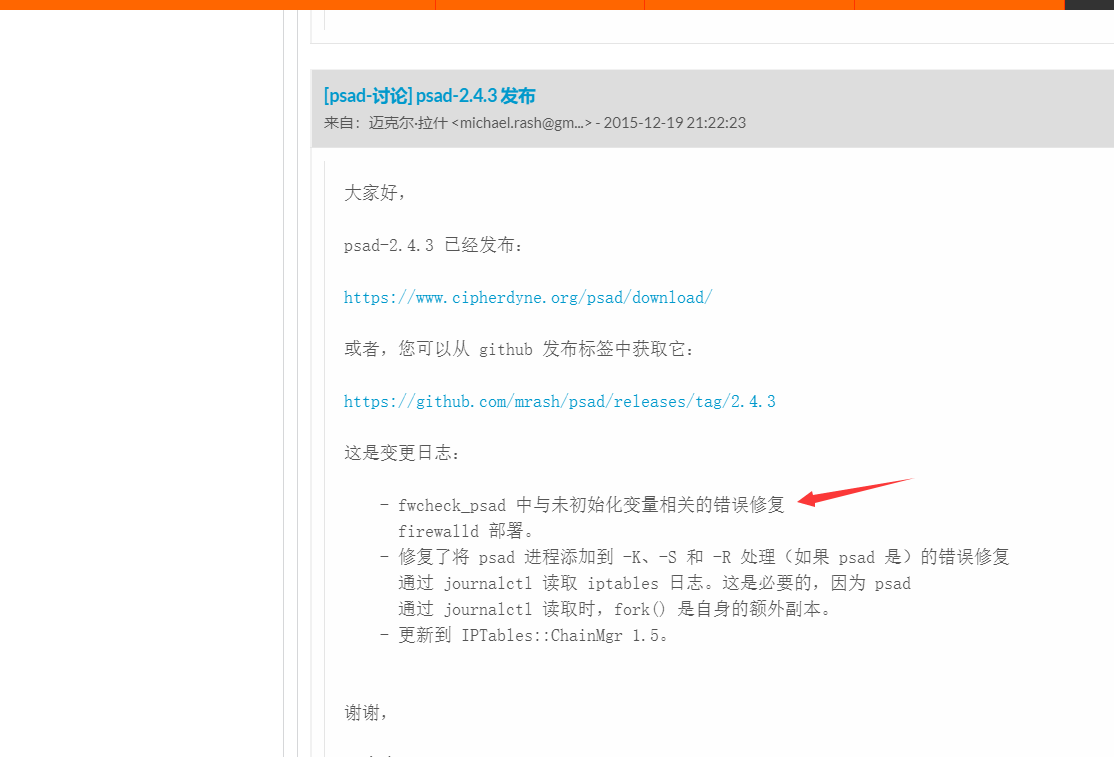 [psad-讨论] psad-2.4.3 发布
来自：迈克尔·拉什 <michael.rash@gm...> - 2015-12-19 21:22:23
大家好，
psad-2.4.3 已经发布：
https://www.cipherdyne.org/psad/download/
或者，您可以从 github 发布标签中获取它：
https://github.com/mrash/psad/releases/tag/2.4.3
这是变更日志：
- fwcheck_psad 中与未初始化变量相关的错误修复
firewalld 部署。
- 修复了将 psad 进程添加到 -K、-S 和 -R 处理（如果 psad 是）的错误修复
通过 journalctl 读取 iptables 日志。这是必要的，因为 psad
通过 journalctl 读取时，fork() 是自身的额外副本。
- 更新到 IPTables::ChainMgr 1.5。
谢谢，